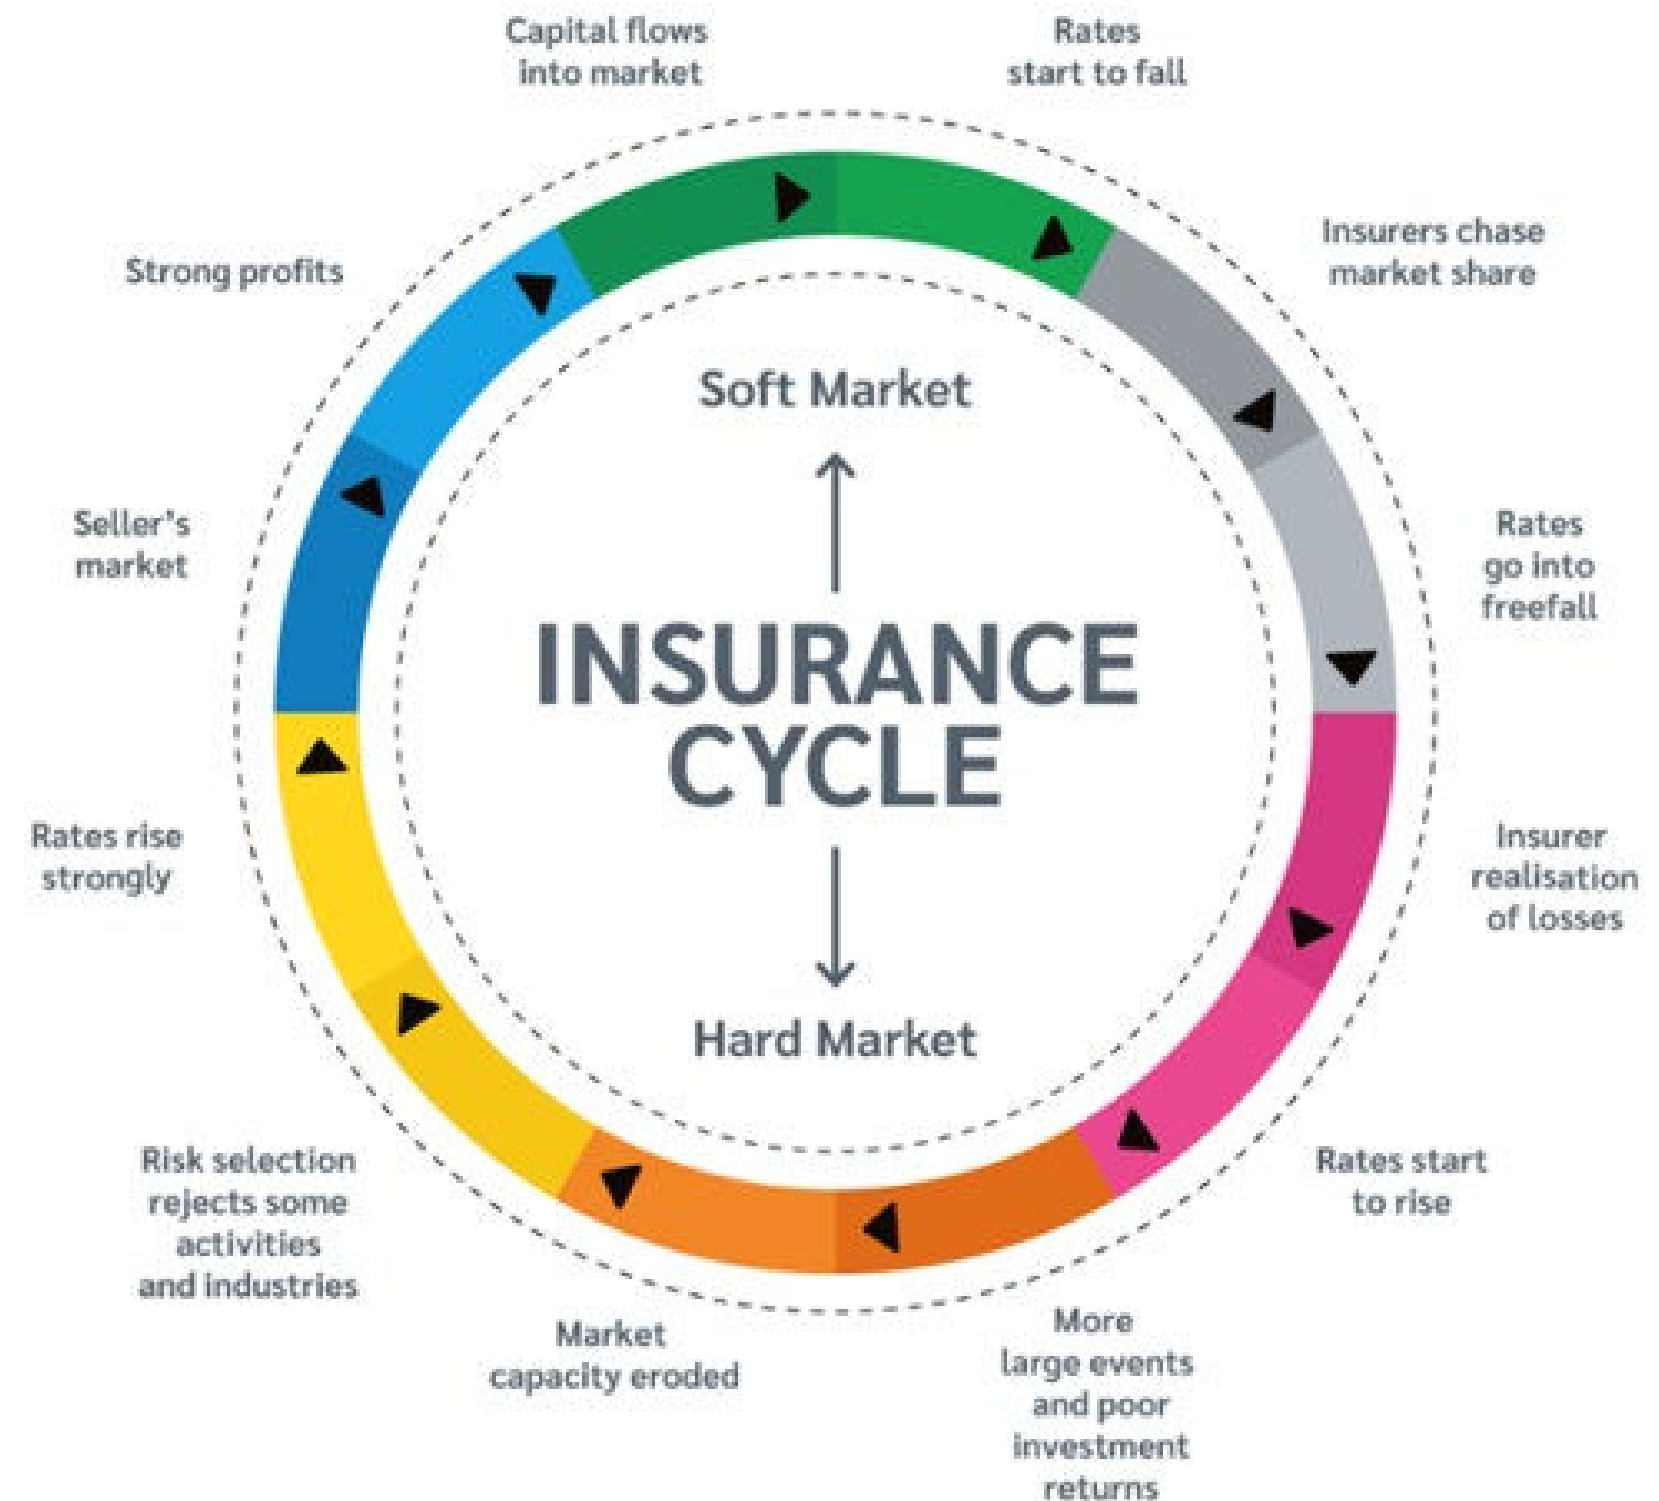 Capital flows
into market
Rates
start to fall
Insurers chase
market share
Rates
go into
freefall
Insurer
realisation
of losses
Rates start
to rise
More
large events
and poor
investment
returns
Market
capacity eroded
Risk selection
rejects some
activities
and industries
Rates rise
strongly
Seller's
market
Strong profits
Soft Market
INSURANCE
CYCLE
Hard Market